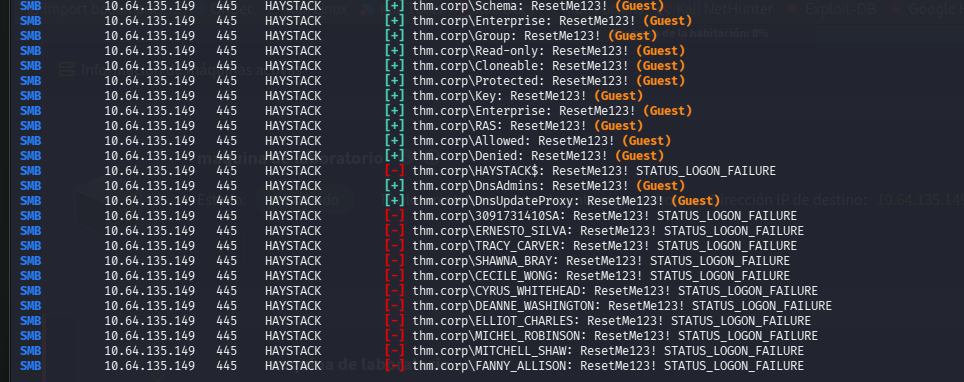 SMB 10.64.135.149 445 HAYSTACK [+] thm.corp\Schema: ResetMe123! (Guest)
SMB 10.64.135.149 445 HAYSTACK [+] thm.corp\Enterprise: ResetMe123! (Guest)
SMB 10.64.135.149 445 HAYSTACK [+] thm.corp\Group: ResetMe123! (Guest)
SMB 10.64.135.149 445 HAYSTACK [+] thm.corp\Read-only: ResetMe123! (Guest)
SMB 10.64.135.149 445 HAYSTACK [+] thm.corp\Cloneable: ResetMe123! (Guest)
SMB 10.64.135.149 445 HAYSTACK [+] thm.corp\Protected: ResetMe123! (Guest)
SMB 10.64.135.149 445 HAYSTACK [+] thm.corp\Key: ResetMe123! (Guest)
SMB 10.64.135.149 445 HAYSTACK [+] thm.corp\Enterprise: ResetMe123! (Guest)
SMB 10.64.135.149 445 HAYSTACK [+] thm.corp\RAS: ResetMe123! (Guest)
SMB 10.64.135.149 445 HAYSTACK [+] thm.corp\Allowed: ResetMe123! (Guest)
SMB 10.64.135.149 445 HAYSTACK [+] thm.corp\Denied: ResetMe123! (Guest)
SMB 10.64.135.149 445 HAYSTACK [-] thm.corp\HAYSTACK$: ResetMe123! STATUS_LOGON_FAILURE
SMB 10.64.135.149 445 HAYSTACK [+] thm.corp\DnsAdmins: ResetMe123! (Guest)
SMB 10.64.135.149 445 HAYSTACK [+] thm.corp\DnsUpdateProxy: ResetMe123! (Guest)
SMB 10.64.135.149 445 HAYSTACK [-] thm.corp\3091731410SA: ResetMe123! STATUS_LOGON_FAILURE
SMB 10.64.135.149 445 HAYSTACK [-] thm.corp\ERNESTO_SILVA: ResetMe123! STATUS_LOGON_FAILURE
SMB 10.64.135.149 445 HAYSTACK [-] thm.corp\TRACY_CARVER: ResetMe123! STATUS_LOGON_FAILURE
SMB 10.64.135.149 445 HAYSTACK [-] thm.corp\SHAWNA_BRAY: ResetMe123! STATUS_LOGON_FAILURE
SMB 10.64.135.149 445 HAYSTACK [-] thm.corp\CECILE_WONG: ResetMe123! STATUS_LOGON_FAILURE
SMB 10.64.135.149 445 HAYSTACK [-] thm.corp\CYRUS_WHITEHEAD: ResetMe123! STATUS_LOGON_FAILURE
SMB 10.64.135.149 445 HAYSTACK [-] thm.corp\DEANNE_WASHINGTON: ResetMe123! STATUS_LOGON_FAILURE
SMB 10.64.135.149 445 HAYSTACK [-] thm.corp\ELLIOT_CHARLES: ResetMe123! STATUS_LOGON_FAILURE
SMB 10.64.135.149 445 HAYSTACK [-] thm.corp\MICHEL_ROBINSON: ResetMe123! STATUS_LOGON_FAILURE
SMB 10.64.135.149 445 HAYSTACK [-] thm.corp\MITCHELL_SHAW: ResetMe123! STATUS_LOGON_FAILURE
SMB 10.64.135.149 445 HAYSTACK [-] thm.corp\FANNY_ALLISON: ResetMe123! STATUS_LOGON_FAILURE